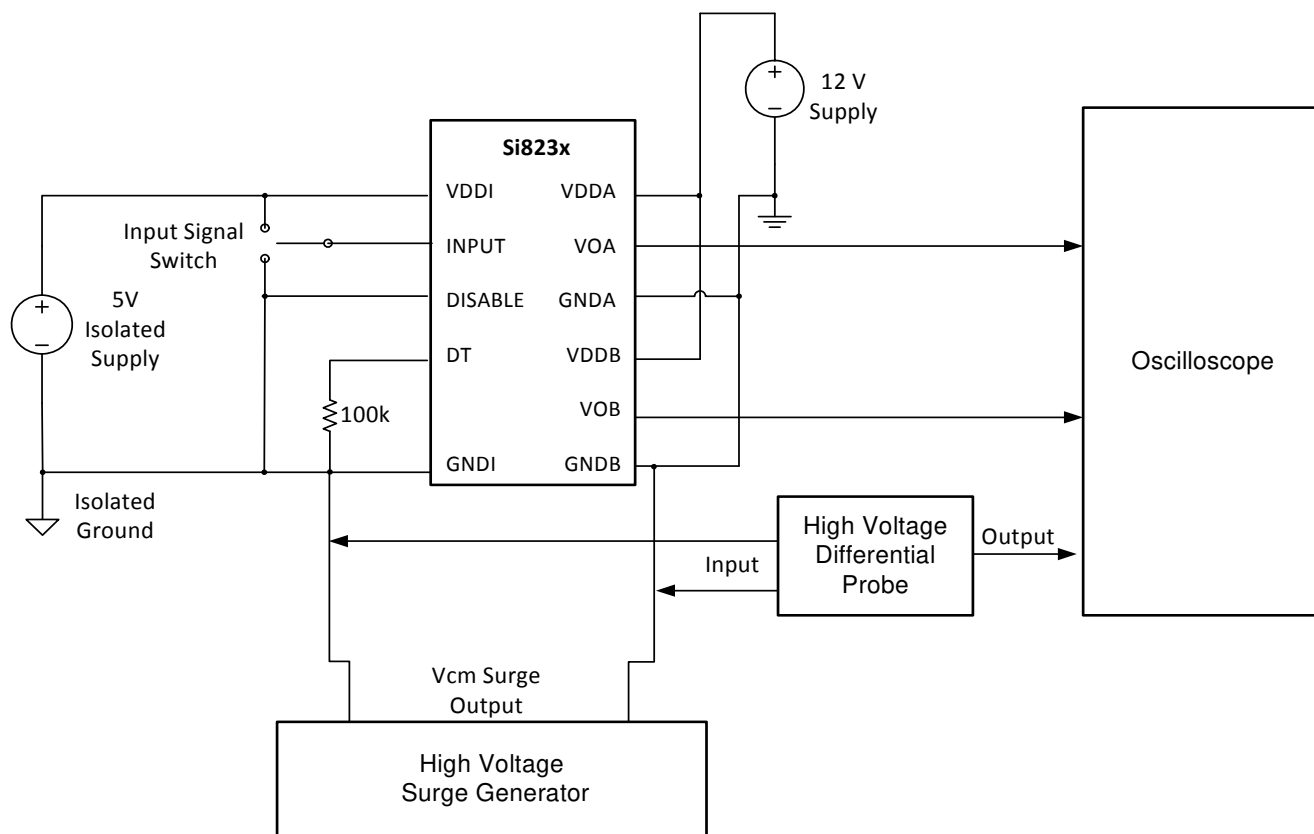 12 V
Supply
Si823x
VDDI
VDDA
Input Signal
Switch
INPUT
VOA
5V
Isolated
Supply
+
−
+
−
DISABLE
GNDA
DT
VDDB
Oscilloscope
100k
VOB
GNDI
GNDB
Isolated
Ground
High Voltage
Differential
Probe
Output
Input
Vcm Surge
Output
High Voltage
Surge Generator